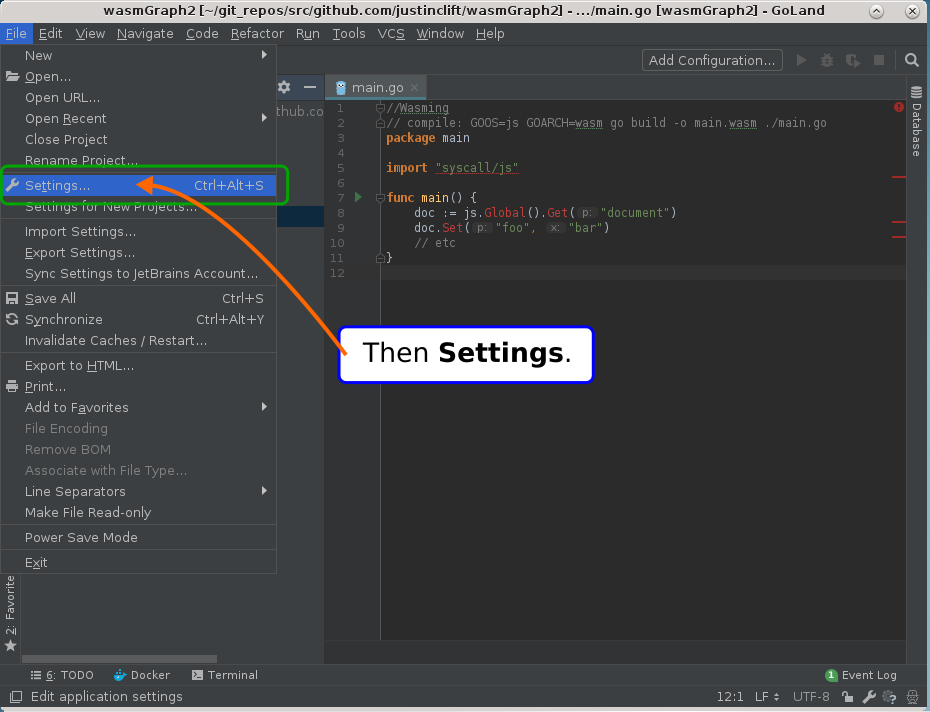 wasmGraph2 [~/git_repos/src/github.com/justinclift/wasmGraph2] - .../main.go [wasmGraph2] - GoLand
File Edit View Navigate Code Refactor Run Tools VCS Window Help
Add Configuration...
New
Open...
Open URL...
Open Recent
Close Project
Rename Project...
Settings... Ctrl+Alt+S
Settings for New Projects...
Import Settings...
Export Settings...
Sync Settings to JetBrains Account...
Save All Ctrl+S
Synchronize Ctrl+Alt+Y
Invalidate Caches / Restart...
Export to HTML...
Print...
Add to Favorites
File Encoding
Remove BOM
Associate with File Type...
Line Separators
Make File Read-only
Power Save Mode
Exit
thub.co
main.go
1 //Wasming
2 // compile: GOOS=js GOARCH=wasm go build -o main.wasm ./main.go
3 package main
4
5 import "syscall/js"
6
7 func main() {
8 doc := js.Global().Get( p: "document")
9 doc.Set( p: "foo", x: "bar")
10 // etc
11 }
12
Then Settings.
Database
2: Favorite
6: TODO Docker Terminal 1 Event Log
Edit application settings 12:1 LF UTF-8